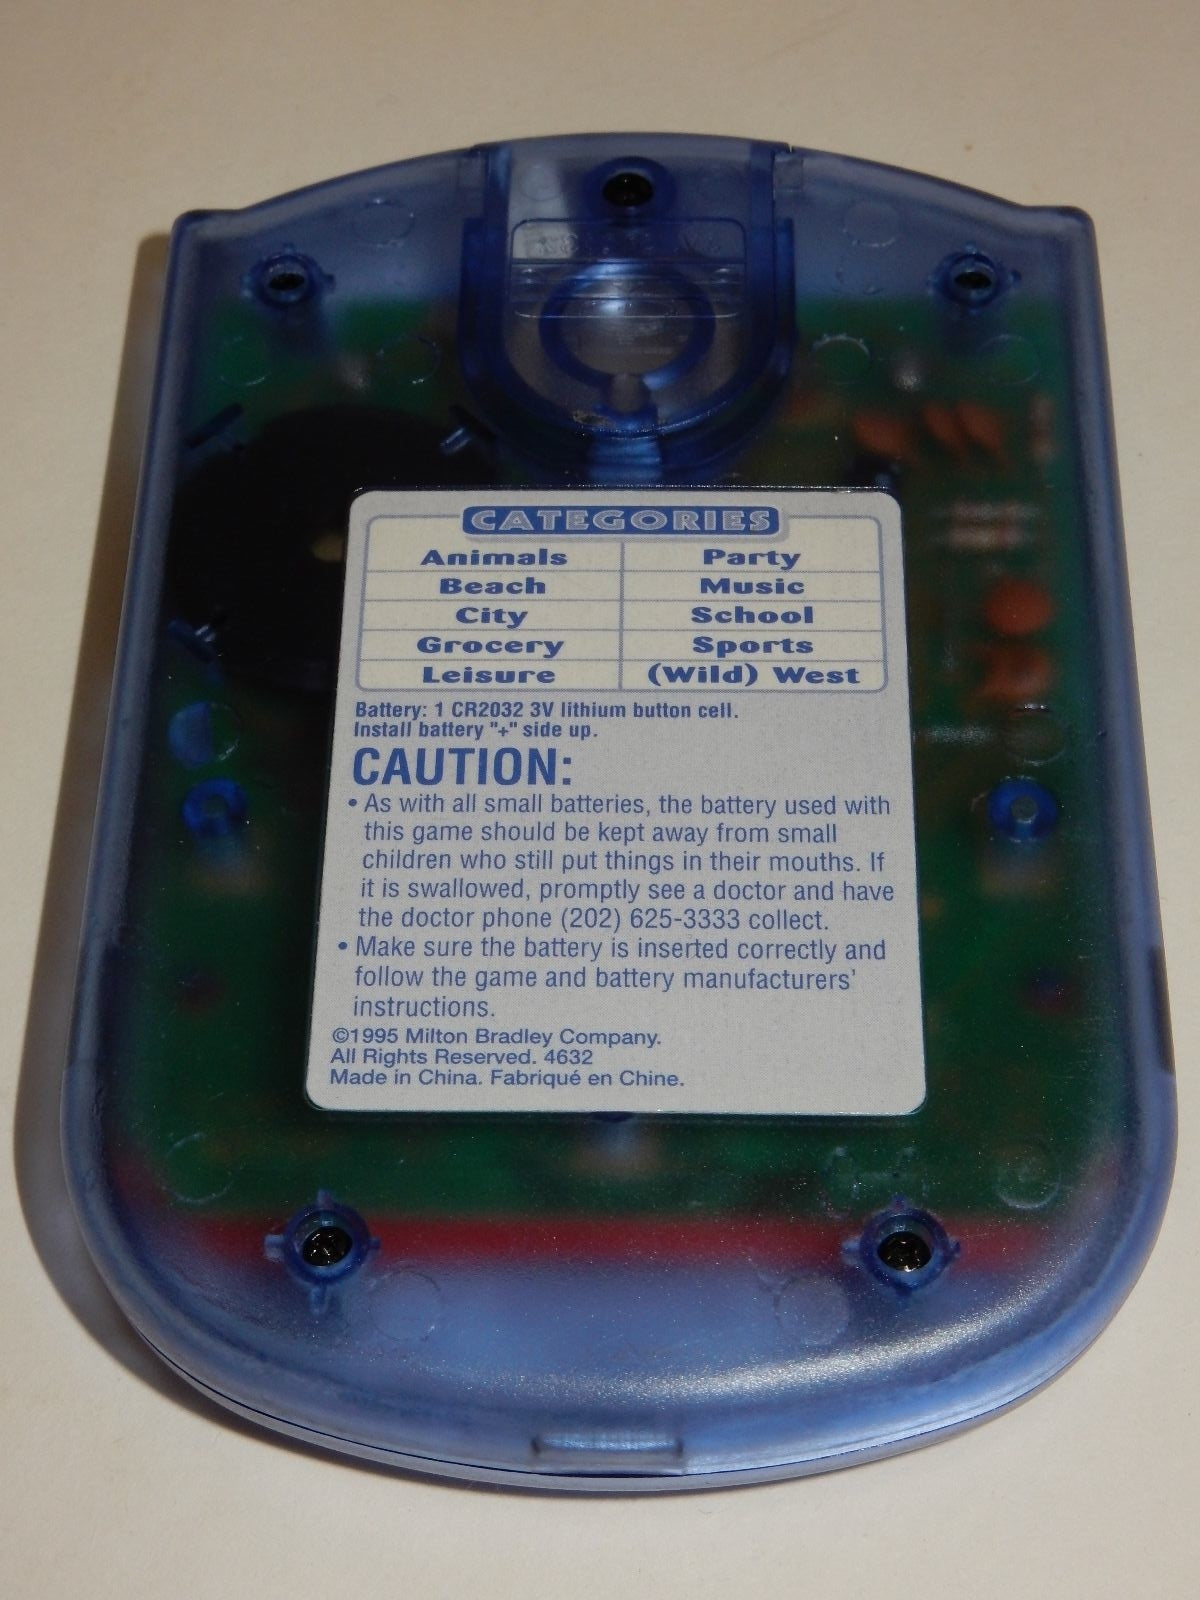 CATEGORIES
Animals Party
Beach Music
City School
Grocery Sports
Leisure (Wild) West
Battery: 1 CR2032 3V lithium button cell.
Install battery "+" side up.
CAUTION:
• As with all small batteries, the battery used with
this game should be kept away from small
children who still put things in their mouths. If
it is swallowed, promptly see a doctor and have
the doctor phone (202) 625-3333 collect.
• Make sure the battery is inserted correctly and
follow the game and battery manufacturers'
instructions.
©1995 Milton Bradley Company.
All Rights Reserved. 4632
Made in China. Fabriqué en Chine.